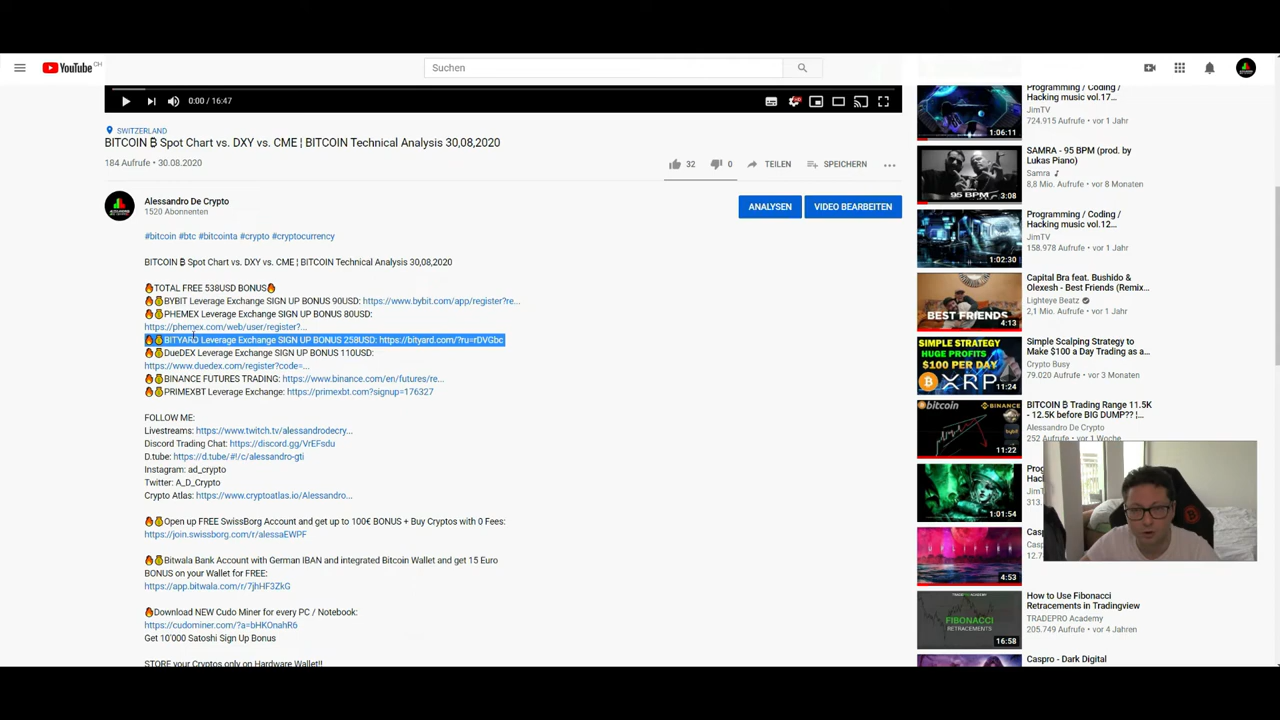 YouTube CH
Suchen
0:00 / 16:47
SWITZERLAND
BITCOIN ₿ Spot Chart vs. DXY vs. CME ¦ BITCOIN Technical Analysis 30,08,2020
184 Aufrufe • 30.08.2020
32
0
TEILEN
SPEICHERN
Alessandro De Crypto
1520 Abonnenten
ANALYSEN
VIDEO BEARBEITEN
#bitcoin #btc #bitcointa #crypto #cryptocurrency
BITCOIN ₿ Spot Chart vs. DXY vs. CME ¦ BITCOIN Technical Analysis 30,08,2020
🔥TOTAL FREE 538USD BONUS🔥
🔥💰BYBIT Leverage Exchange SIGN UP BONUS 90USD: https://www.bybit.com/app/register?re...
🔥💰PHEMEX Leverage Exchange SIGN UP BONUS 80USD:
https://phemex.com/web/user/register?...
🔥💰BITYARD Leverage Exchange SIGN UP BONUS 258USD: https://bityard.com/?ru=rDVGbc
🔥💰DueDEX Leverage Exchange SIGN UP BONUS 110USD:
https://www.duedex.com/register?code=...
🔥💰BINANCE FUTURES TRADING: https://www.binance.com/en/futures/re...
🔥💰PRIMEXBT Leverage Exchange: https://primexbt.com?signup=176327
FOLLOW ME:
Livestreams: https://www.twitch.tv/alessandrodecry...
Discord Trading Chat: https://discord.gg/VrEFsdu
D.tube: https://d.tube/#!/c/alessandro-gti
Instagram: ad_crypto
Twitter: A_D_Crypto
Crypto Atlas: https://www.cryptoatlas.io/Alessandro...
🔥💰Open up FREE SwissBorg Account and get up to 100€ BONUS + Buy Cryptos with 0 Fees:
https://join.swissborg.com/r/alessaEWPF
🔥💰Bitwala Bank Account with German IBAN and integrated Bitcoin Wallet and get 15 Euro
BONUS on your Wallet for FREE:
https://app.bitwala.com/r/7jhHF3ZkG
🔥Download NEW Cudo Miner for every PC / Notebook:
https://cudominer.com/?a=bHKOnahR6
Get 10'000 Satoshi Sign Up Bonus
STORE your Cryptos only on Hardware Wallet!!
Programming / Coding /
Hacking music vol.17...
JimTV
724.915 Aufrufe • vor 1 Jahr
1:06:11
SAMRA - 95 BPM (prod. by
Lukas Piano)
Samra
8,8 Mio. Aufrufe • vor 8 Monaten
95 BPM
3:08
Programming / Coding /
Hacking music vol.12...
JimTV
158.978 Aufrufe • vor 1 Jahr
1:02:30
Capital Bra feat. Bushido &
Olexesh - Best Friends (Remix...
Lighteye Beatz
2,1 Mio. Aufrufe • vor 1 Jahr
BEST FRIENDS
4:13
Simple Scalping Strategy to
Make $100 a Day Trading as a...
Crypto Busy
79.020 Aufrufe • vor 3 Monaten
SIMPLE STRATEGY
HUGE PROFITS
$100 PER DAY
XRP
11:24
BITCOIN ₿ Trading Range 11.5K
- 12.5K before BIG DUMP?? ¦...
Alessandro De Crypto
252 Aufrufe • vor 1 Woche
bitcoin
BINANCE
11:22
1:01:54
4:53
How to Use Fibonacci
Retracements in Tradingview
TRADEPRO Academy
205.749 Aufrufe • vor 4 Jahren
FIBONACCI
RETRACEMENTS
16:58
Caspro - Dark Digital